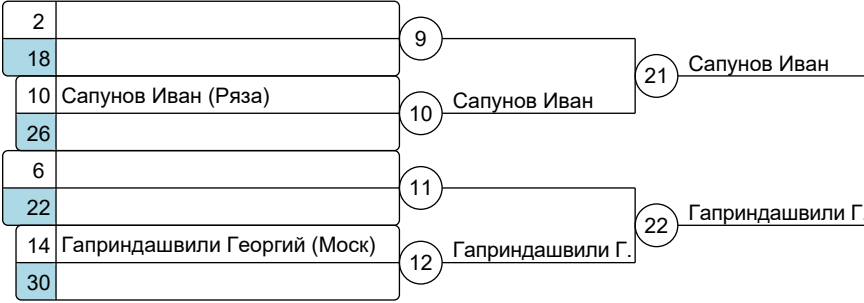 2
9
18
21 Сапунов Иван
10 Сапунов Иван (Ряза)
10 Сапунов Иван
26
6
11
22
22 Гаприндашвили Г.
14 Гаприндашвили Георгий (Моск)
12 Гаприндашвили Г.
30